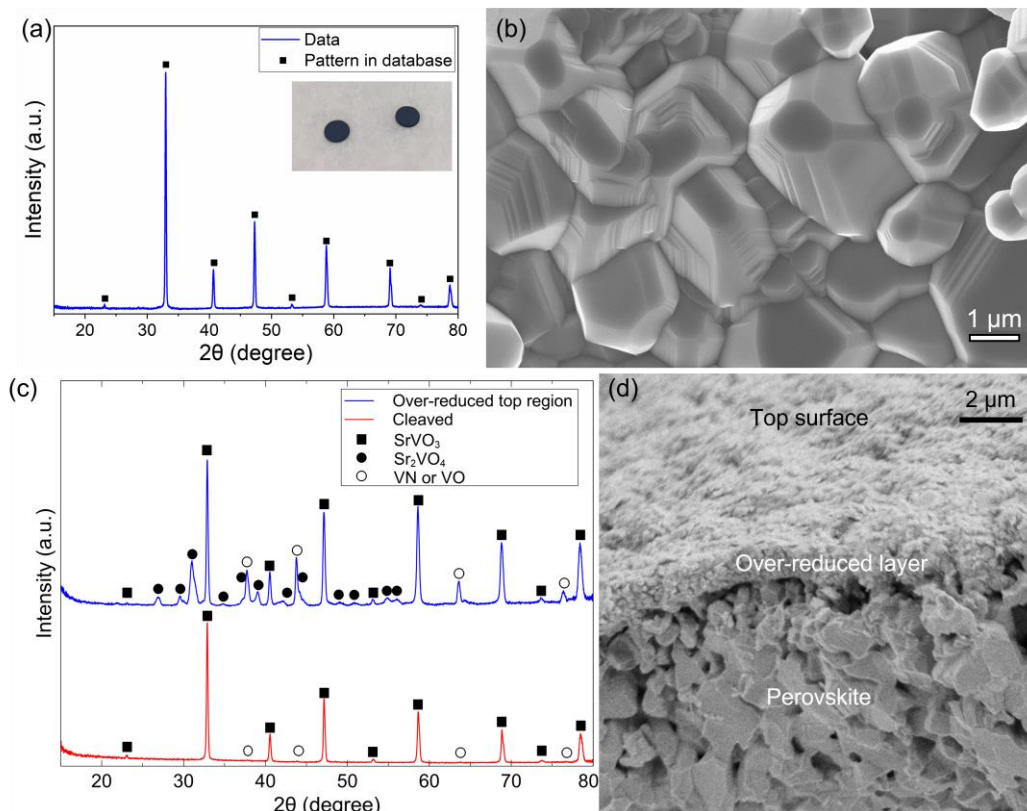 (a)
Data
Pattern in database
Intensity (a.u.)
20
30
40
50
60
70
80
2θ (degree)
(b)
1 µm
(c)
Over-reduced top region
Cleaved
SrVO₃
Sr₂VO₄
VN or VO
Intensity (a.u.)
20
30
40
50
60
70
80
2θ (degree)
(d)
2 µm
Top surface
Over-reduced layer
Perovskite